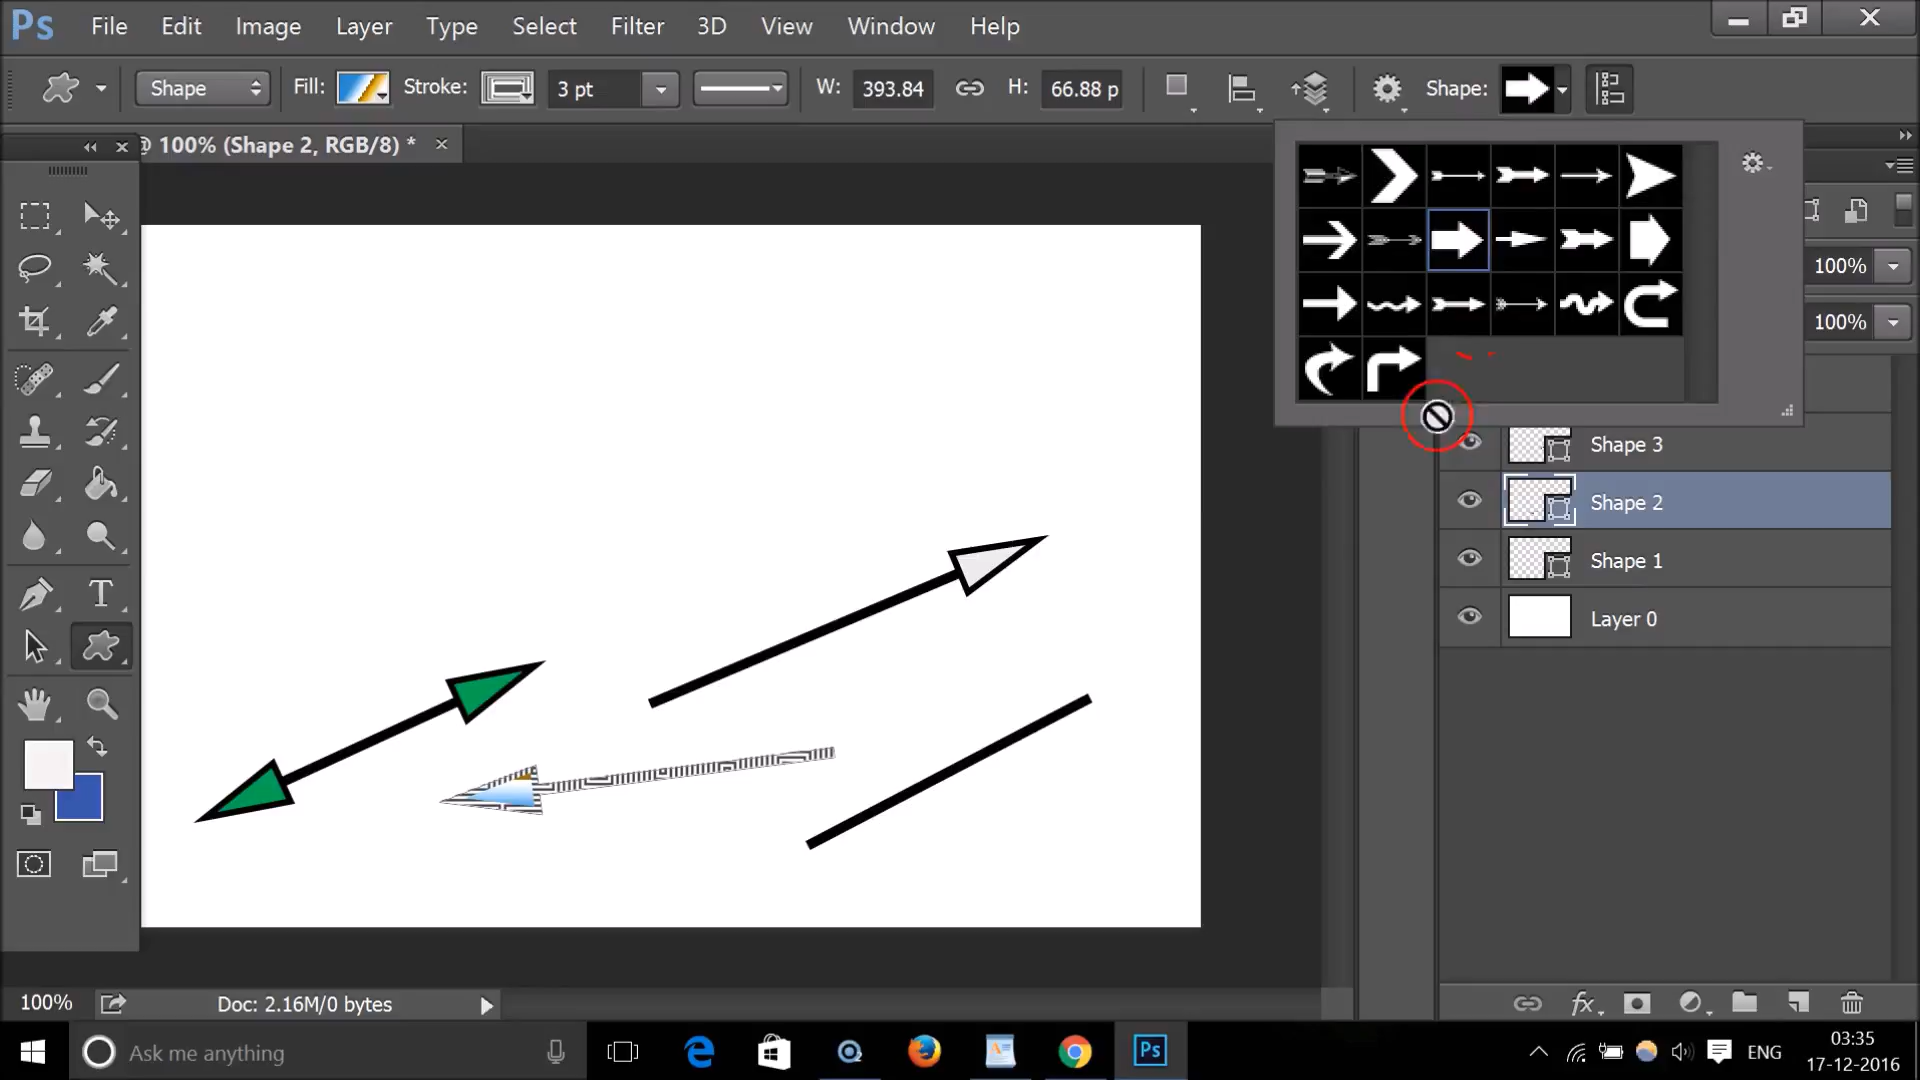 Ps File Edit Image Layer Type Select Filter 3D View Window Help
Shape Fill: Stroke: 3 pt W: 393.84 H: 66.88 p Shape:
@ 100% (Shape 2, RGB/8) *
100%
100%
Shape 3
Shape 2
Shape 1
Layer 0
T
100% Doc: 2.16M/0 bytes
fx
Ask me anything
Ps
ENG
03:35
17-12-2016